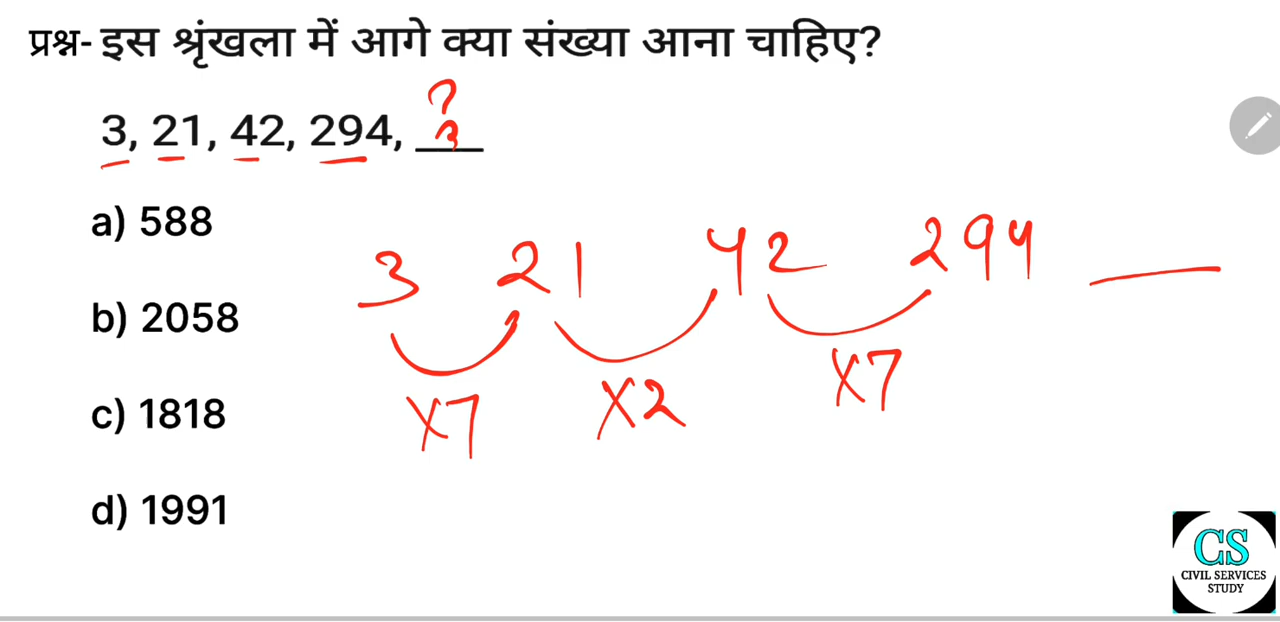 प्रश्न- इस श्रृंखला में आगे क्या संख्या आना चाहिए?
?
3, 21, 42, 294, ___
a) 588
b) 2058
c) 1818
d) 1991
3 21 42 294 ___
X7 X2 X7
CS
CIVIL SERVICES
STUDY